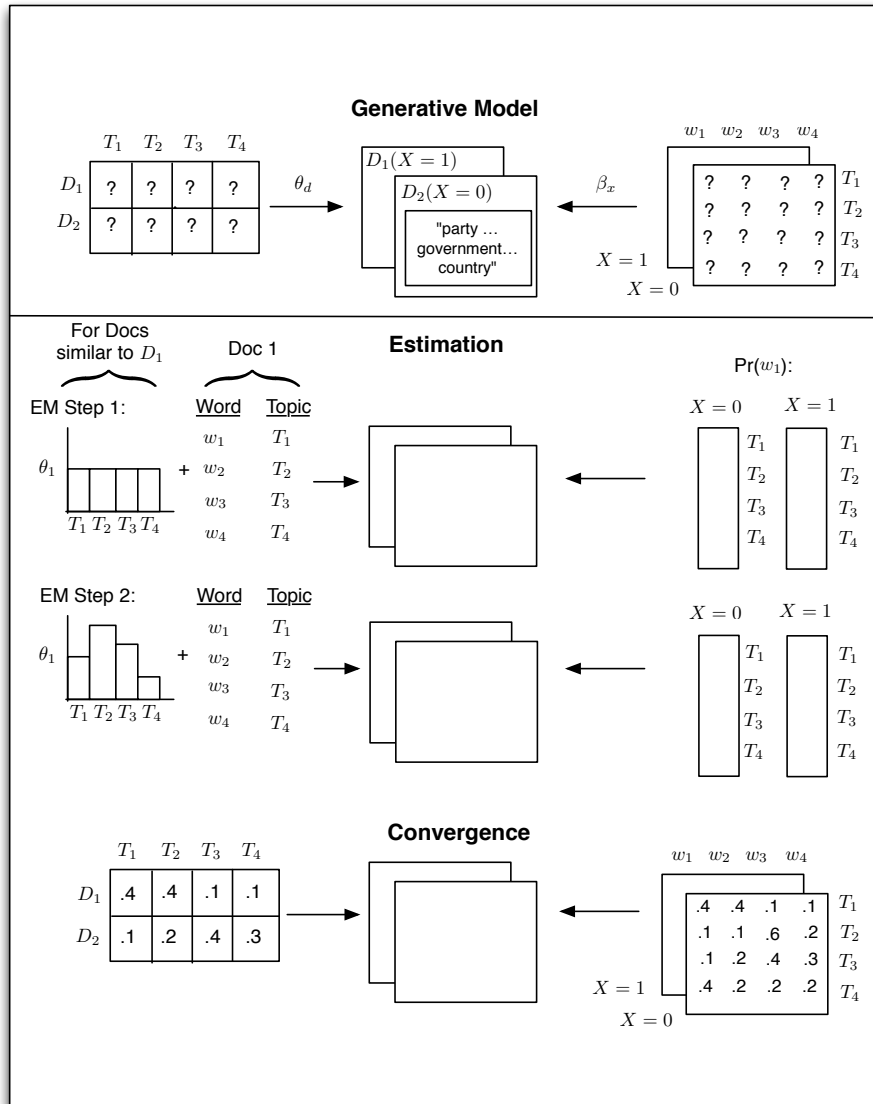 Generative Model
T₁ T₂ T₃ T₄
D₁ ? ? ? ?
D₂ ? ? ? ?
θ_d
D₁(X = 1)
D₂(X = 0)
"party ...
government...
country"
β_x
w₁ w₂ w₃ w₄
? ? ? ? T₁
? ? ? ? T₂
? ? ? ? T₃
? ? ? ? T₄
X = 1
X = 0
For Docs
similar to D₁
Doc 1
Estimation
Pr(w₁):
EM Step 1:
θ₁
T₁ T₂ T₃ T₄
+
Word Topic
w₁ T₁
w₂ T₂
w₃ T₃
w₄ T₄
X = 0 X = 1
T₁ T₁
T₂ T₂
T₃ T₃
T₄ T₄
EM Step 2:
θ₁
T₁ T₂ T₃ T₄
+
Word Topic
w₁ T₁
w₂ T₂
w₃ T₃
w₄ T₄
X = 0 X = 1
T₁ T₁
T₂ T₂
T₃ T₃
T₄ T₄
Convergence
T₁ T₂ T₃ T₄
D₁ .4 .4 .1 .1
D₂ .1 .2 .4 .3
w₁ w₂ w₃ w₄
.4 .4 .1 .1 T₁
.1 .1 .6 .2 T₂
.1 .2 .4 .3 T₃
.4 .2 .2 .2 T₄
X = 1
X = 0